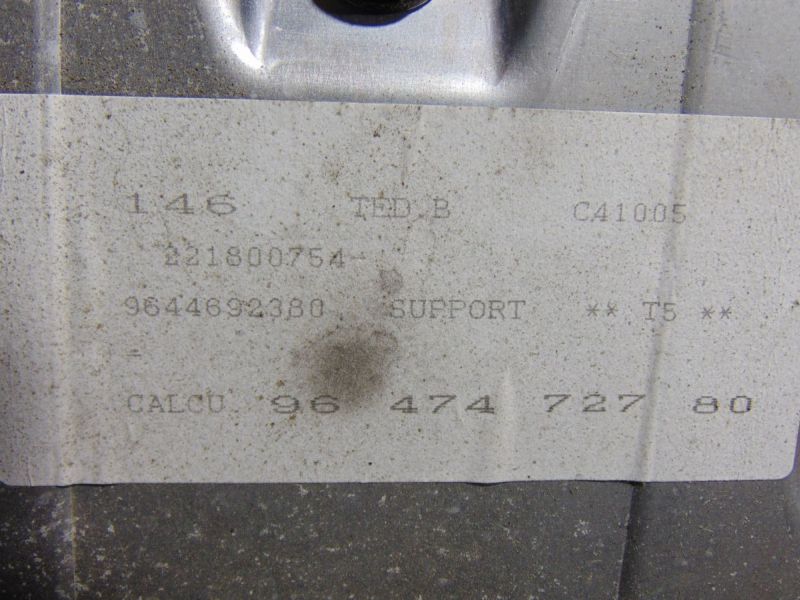 146 TED.B C41005
221800754-
9644692380 SUPPORT ** T5 **
-
CALCU 96 474 727 80